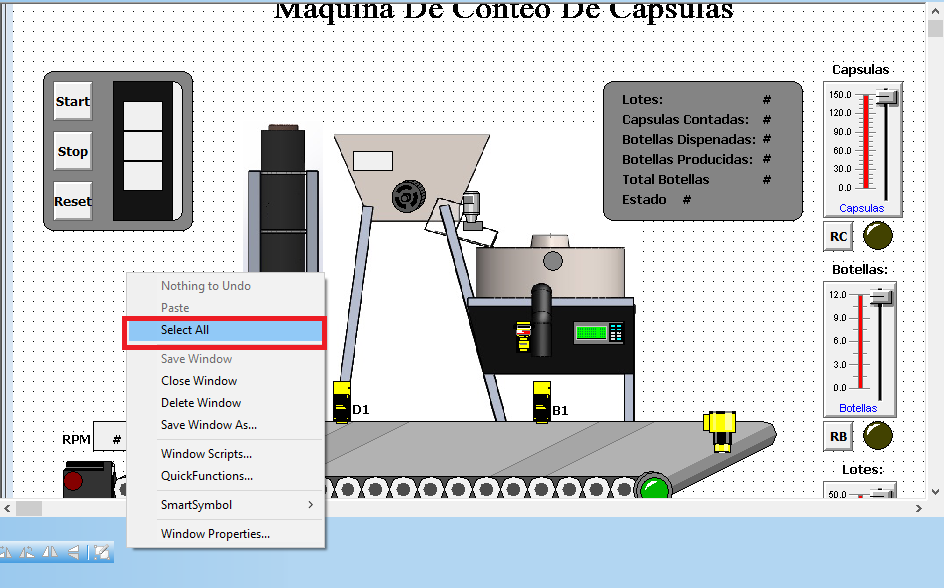 Maquina De Conteo De Capsulas
Start
Stop
Reset
Lotes: #
Capsulas Contadas: #
Botellas Dispenadas: #
Botellas Producidas: #
Total Botellas #
Estado #
Capsulas
150.0
120.0
90.0
60.0
30.0
0.0
Capsulas
RC
Botellas:
12.0
9.0
6.0
3.0
0.0
Botellas
RB
Lotes:
50.0
Nothing to Undo
Paste
Select All
Save Window
Close Window
Delete Window
Save Window As...
Window Scripts...
QuickFunctions...
SmartSymbol
Window Properties...
D1
B1
RPM #